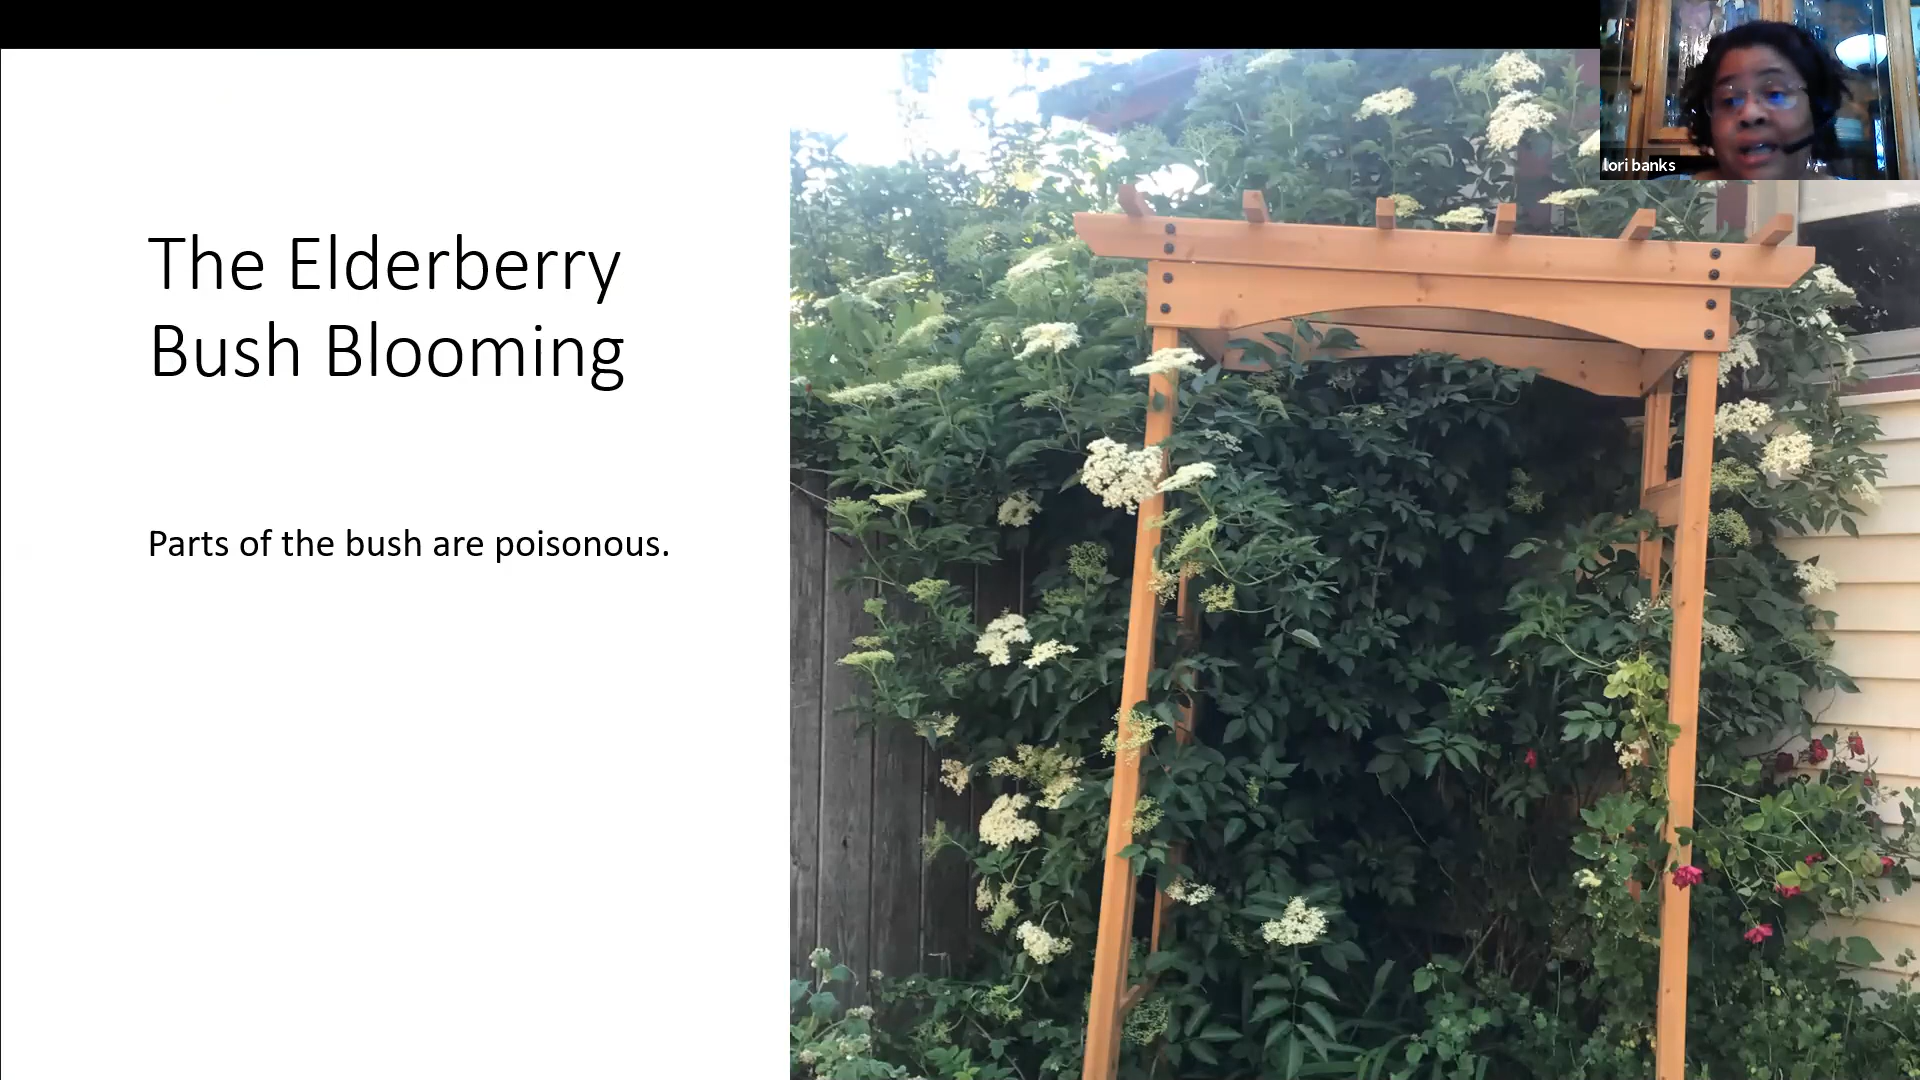 The Elderberry
Bush Blooming
Parts of the bush are poisonous.
lori banks